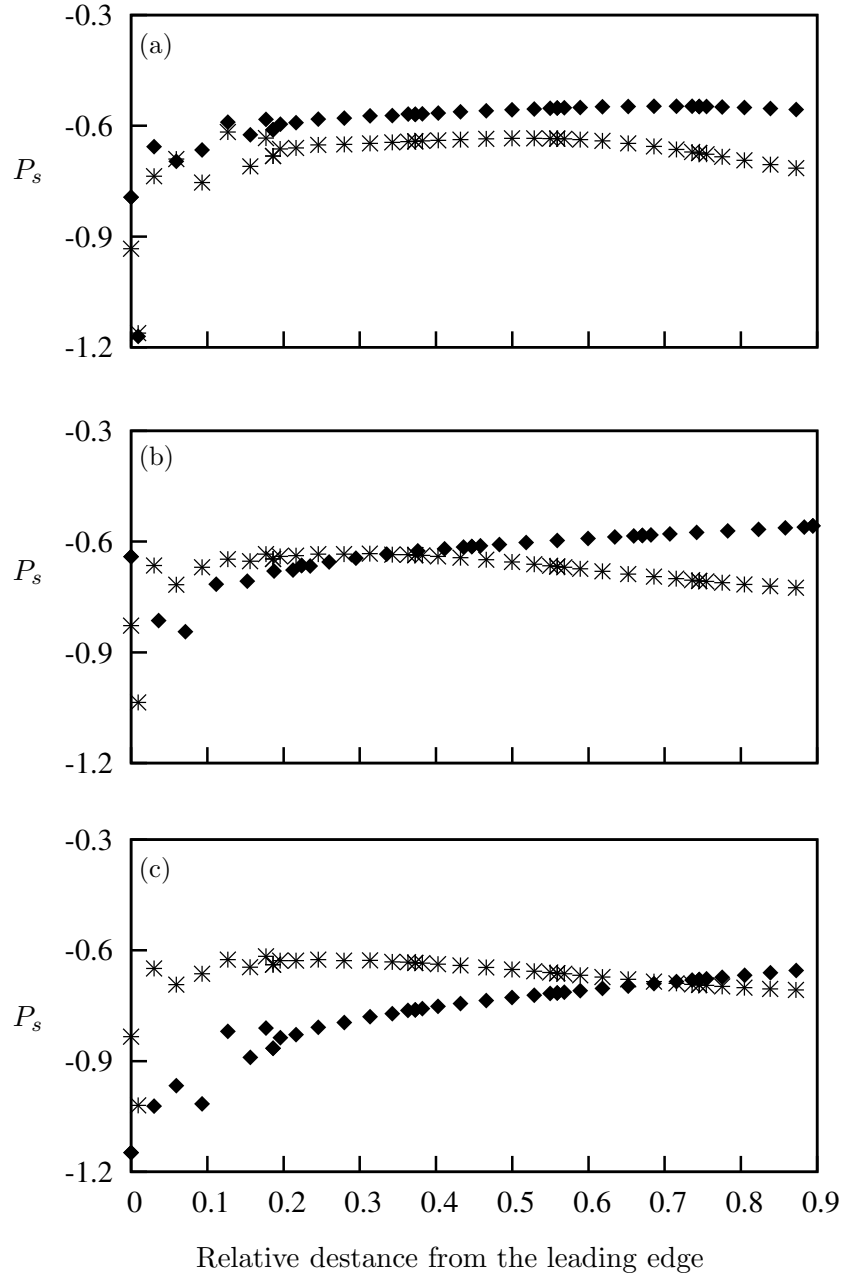 -0.3
(a)
-0.6
P_s
-0.9
-1.2
-0.3
(b)
-0.6
P_s
-0.9
-1.2
-0.3
(c)
-0.6
P_s
-0.9
-1.2
0 0.1 0.2 0.3 0.4 0.5 0.6 0.7 0.8 0.9
Relative destance from the leading edge